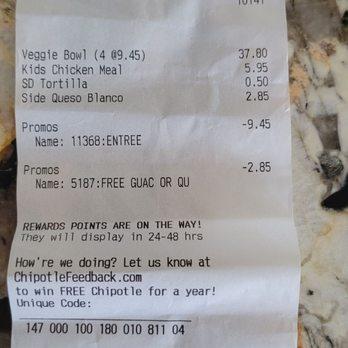 Veggie Bowl (4 @9.45) 37.80
Kids Chicken Meal 5.95
SD Tortilla 0.50
Side Queso Blanco 2.85
Promos -9.45
Name: 11368:ENTREE
Promos -2.85
Name: 5187:FREE GUAC OR QU
REWARDS POINTS ARE ON THE WAY!
They will display in 24-48 hrs
How're we doing? Let us know at
ChipotleFeedback.com
to win FREE Chipotle for a year!
Unique Code:
147 000 100 180 010 811 04